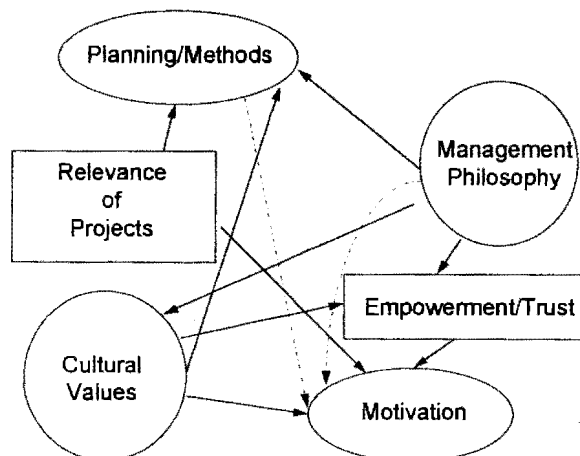 Planning/Methods
Management
Philosophy
Relevance
of
Projects
Empowerment/Trust
Cultural
Values
Motivation